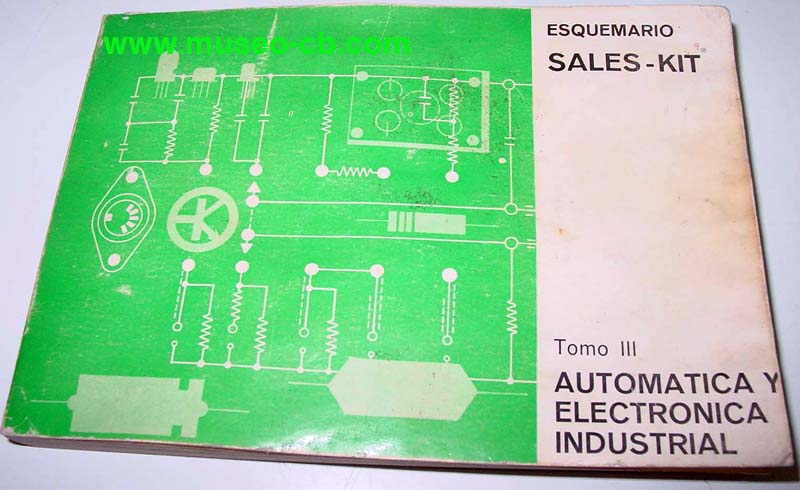 www.museo-cb.com
ESQUEMARIO
SALES-KIT
Tomo III
AUTOMATICA Y
ELECTRONICA
INDUSTRIAL